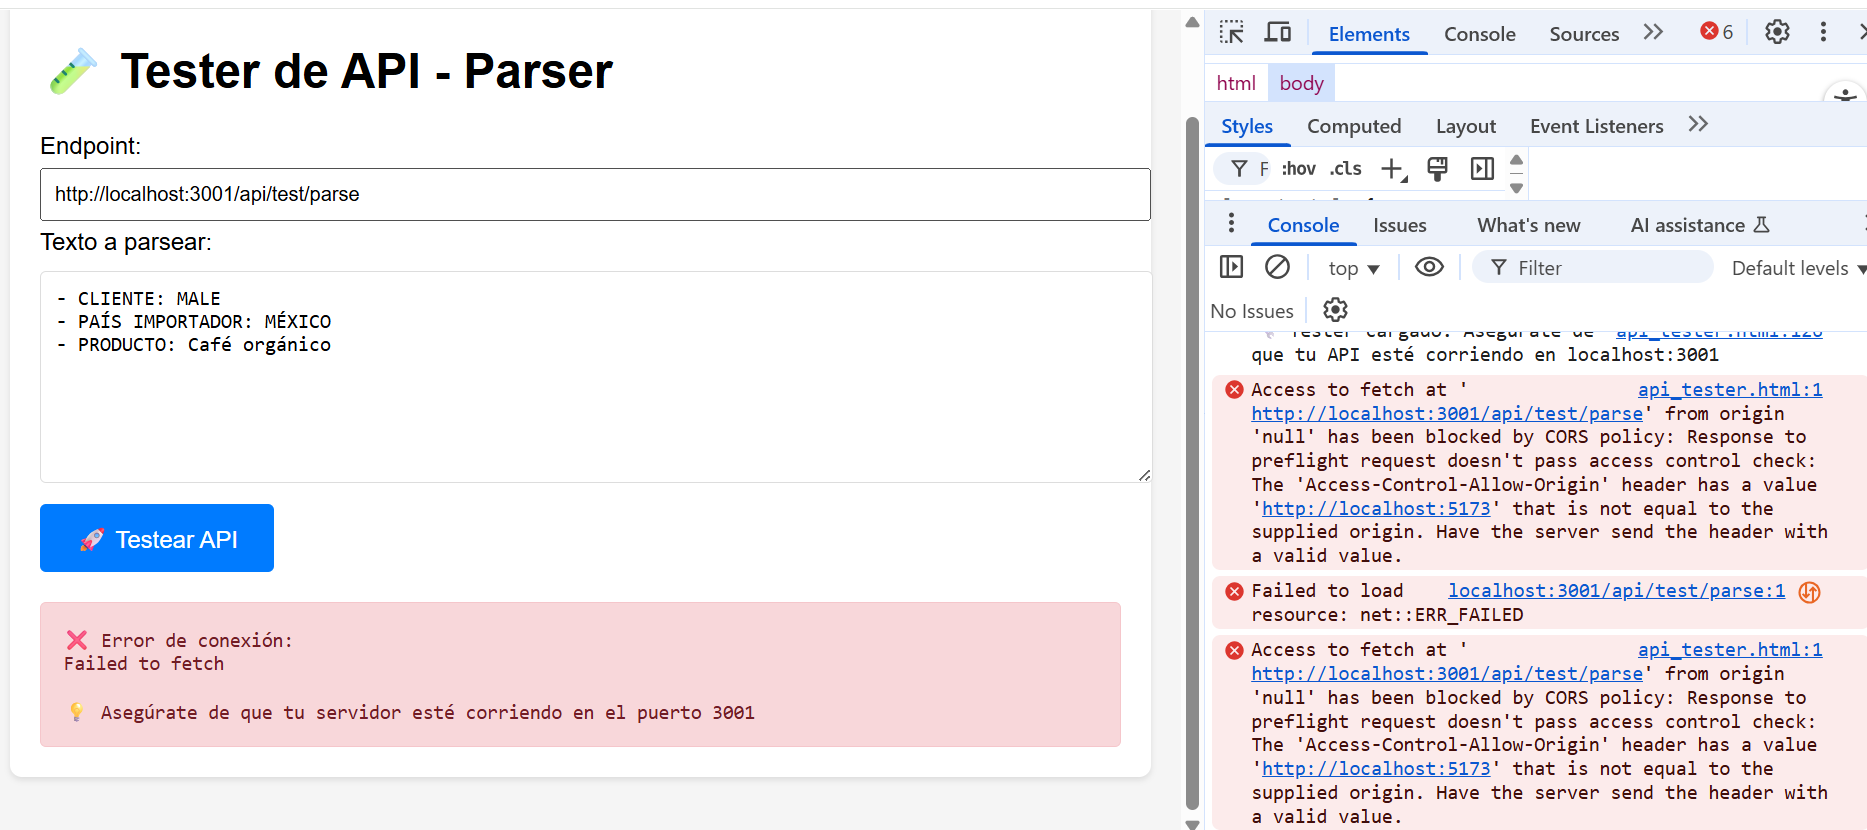 Tester de API - Parser
Endpoint:
http://localhost:3001/api/test/parse
Texto a parsear:
- CLIENTE: MALE
- PAÍS IMPORTADOR: MÉXICO
- PRODUCTO: Café orgánico
🚀 Testear API
❌ Error de conexión:
Failed to fetch
💡 Asegúrate de que tu servidor esté corriendo en el puerto 3001
Elements Console Sources 6
html body
Styles Computed Layout Event Listeners
F :hov .cls
Console Issues What's new AI assistance
top Filter Default levels
No Issues
Tester cargado. Asegúrate de api_tester.html:126
que tu API esté corriendo en localhost:3001
Access to fetch at ' api_tester.html:1
http://localhost:3001/api/test/parse' from origin
'null' has been blocked by CORS policy: Response to
preflight request doesn't pass access control check:
The 'Access-Control-Allow-Origin' header has a value
'http://localhost:5173' that is not equal to the
supplied origin. Have the server send the header with
a valid value.
Failed to load localhost:3001/api/test/parse:1
resource: net::ERR_FAILED
Access to fetch at ' api_tester.html:1
http://localhost:3001/api/test/parse' from origin
'null' has been blocked by CORS policy: Response to
preflight request doesn't pass access control check:
The 'Access-Control-Allow-Origin' header has a value
'http://localhost:5173' that is not equal to the
supplied origin. Have the server send the header with
a valid value.